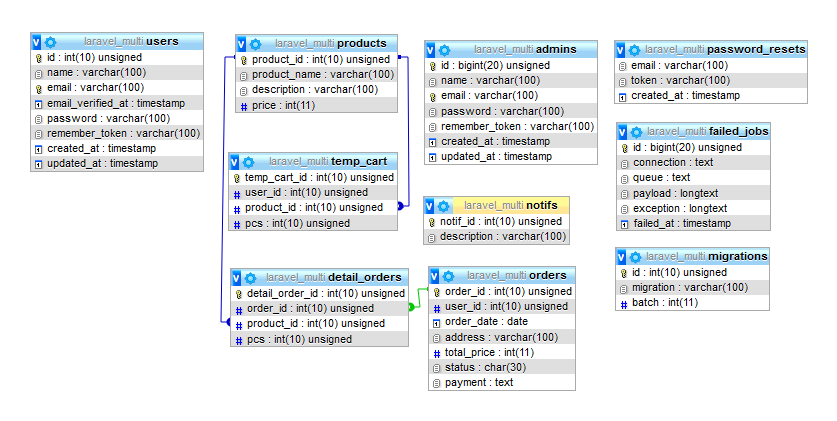 laravel_multi users
id : int(10) unsigned
name : varchar(100)
email : varchar(100)
email_verified_at : timestamp
password : varchar(100)
remember_token : varchar(100)
created_at : timestamp
updated_at : timestamp
laravel_multi products
product_id : int(10) unsigned
product_name : varchar(100)
description : varchar(100)
price : int(11)
laravel_multi temp_cart
temp_cart_id : int(10) unsigned
user_id : int(10) unsigned
product_id : int(10) unsigned
pcs : int(10) unsigned
laravel_multi detail_orders
detail_order_id : int(10) unsigned
order_id : int(10) unsigned
product_id : int(10) unsigned
pcs : int(10) unsigned
laravel_multi admins
id : bigint(20) unsigned
name : varchar(100)
email : varchar(100)
password : varchar(100)
remember_token : varchar(100)
created_at : timestamp
updated_at : timestamp
laravel_multi notifs
notif_id : int(10) unsigned
description : varchar(100)
laravel_multi orders
order_id : int(10) unsigned
user_id : int(10) unsigned
order_date : date
address : varchar(100)
total_price : int(11)
status : char(30)
payment : text
laravel_multi password_resets
email : varchar(100)
token : varchar(100)
created_at : timestamp
laravel_multi failed_jobs
id : bigint(20) unsigned
connection : text
queue : text
payload : longtext
exception : longtext
failed_at : timestamp
laravel_multi migrations
id : int(10) unsigned
migration : varchar(100)
batch : int(11)